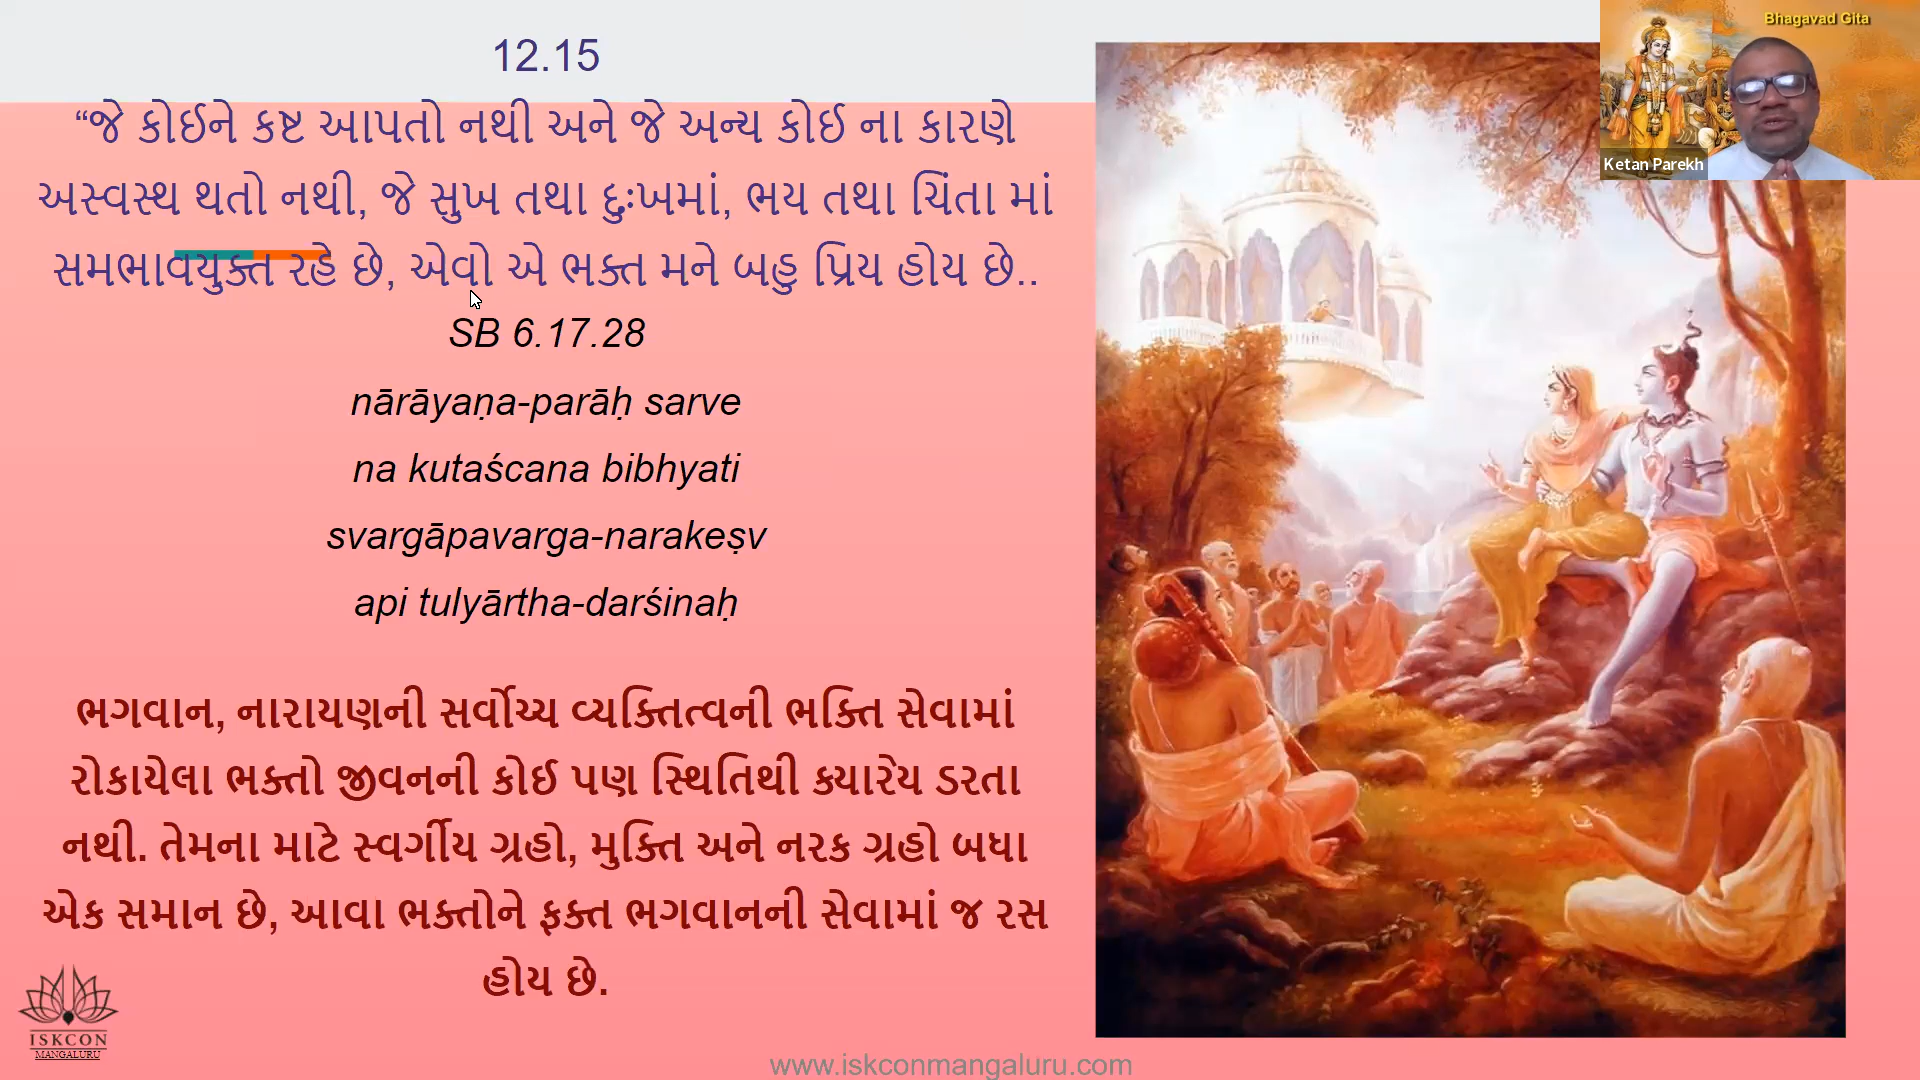 12.15
“જે કોઈને કષ્ટ આપતો નથી અને જે અન્ય કોઈ ના કારણે
અસ્વસ્થ થતો નથી, જે સુખ તથા દુઃખમાં, ભય તથા ચિંતા માં
સમભાવયુક્ત રહે છે, એવો એ ભક્ત મને બહુ પ્રિય હોય છે..
SB 6.17.28
nārāyaṇa-parāḥ sarve
na kutaścana bibhyati
svargāpavarga-narakeṣv
api tulyārtha-darśinaḥ
ભગવાન, નારાયણની સર્વોચ્ચ વ્યક્તિત્વની ભક્તિ સેવામાં
રોકાયેલા ભક્તો જીવનની કોઈ પણ સ્થિતિથી ક્યારેય ડરતા
નથી. તેમના માટે સ્વર્ગીય ગ્રહો, મુક્તિ અને નરક ગ્રહો બધા
એક સમાન છે, આવા ભક્તોને ફક્ત ભગવાનની સેવામાં જ રસ
હોય છે.
Bhagavad Gita
Ketan Parekh
ISKCON
MANGALURU
www.iskconmangaluru.com